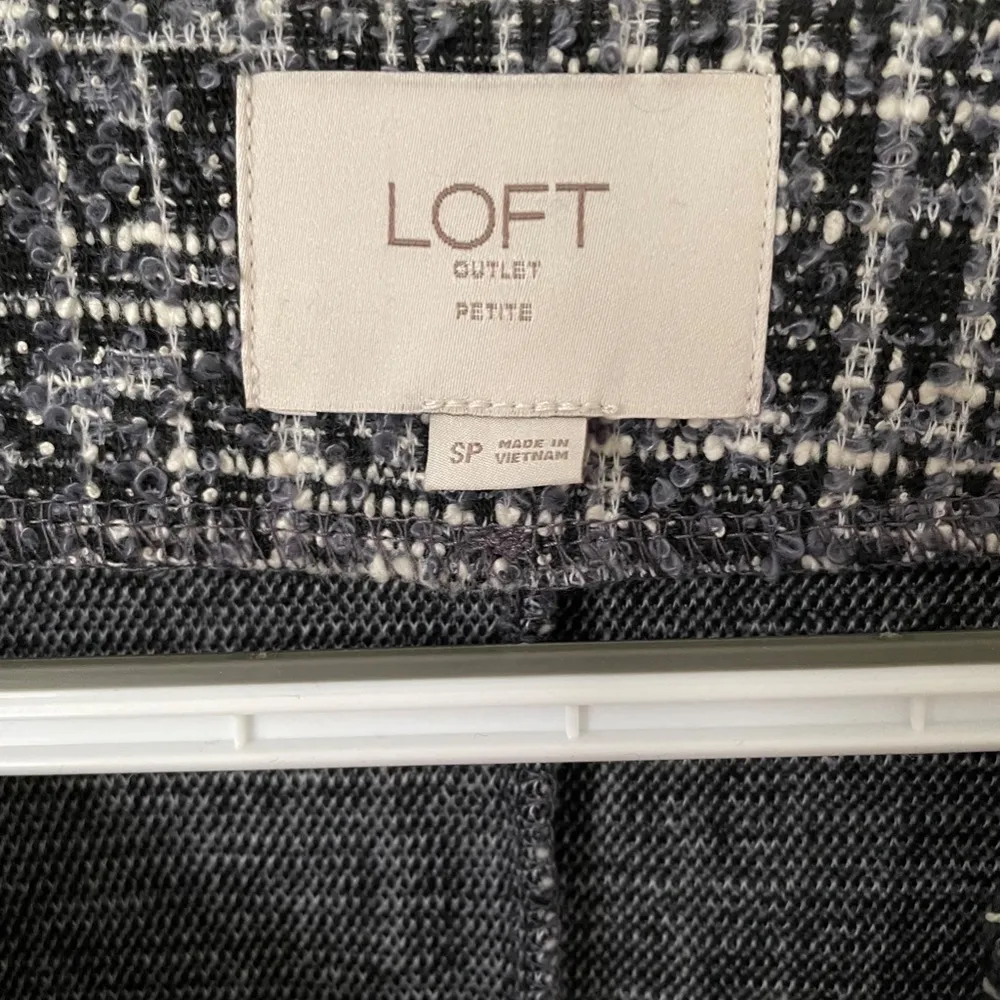 LOFT
OUTLET
PETITE
SP MADE IN
VIETNAM